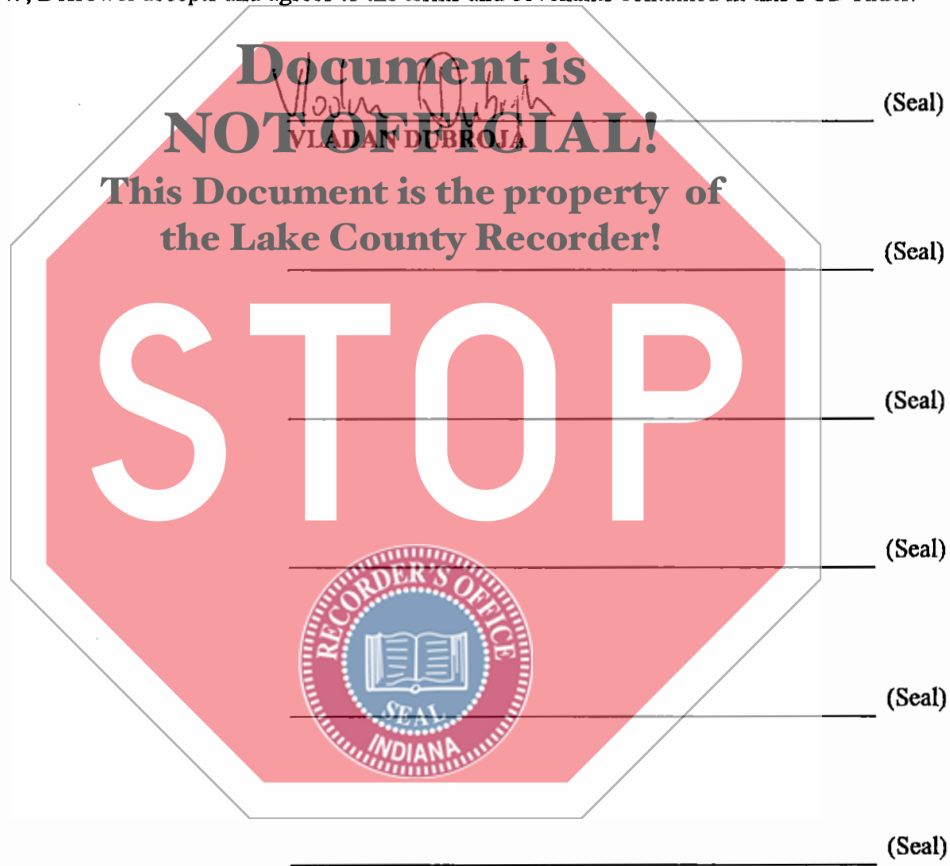 Borrower accepts and agrees to the terms and covenants contained in this PUD Rider.
Document is
(Seal)
NOT OFFICIAL!
VLADAN DUBROJA
This Document is the property of
the Lake County Recorder!
(Seal)
STOP
(Seal)
(Seal)
RECORDER'S OFFICE
SEAL
INDIANA
(Seal)
(Seal)